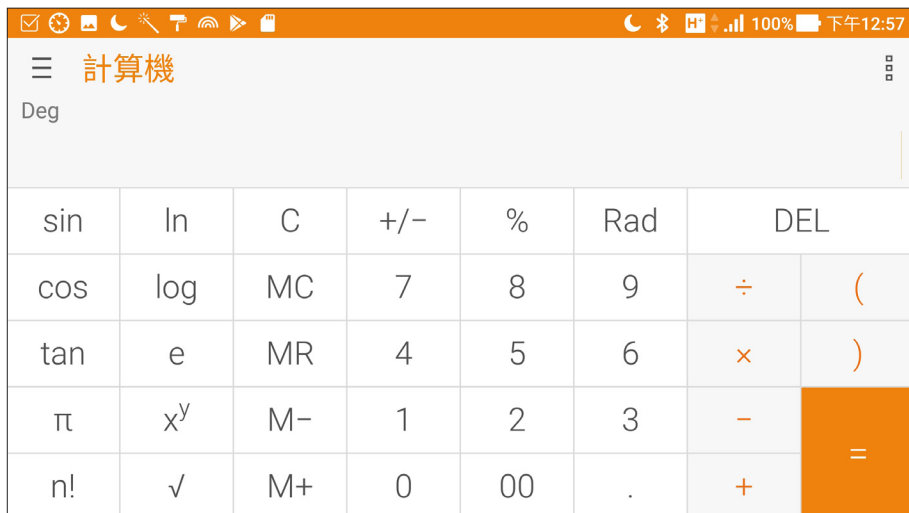 H+ 100% 下午12:57
計算機
Deg
sin ln C +/− % Rad DEL
cos log MC 7 8 9 ÷ (
tan e MR 4 5 6 × )
π xʸ M− 1 2 3 −
=
n! √ M+ 0 00 . +